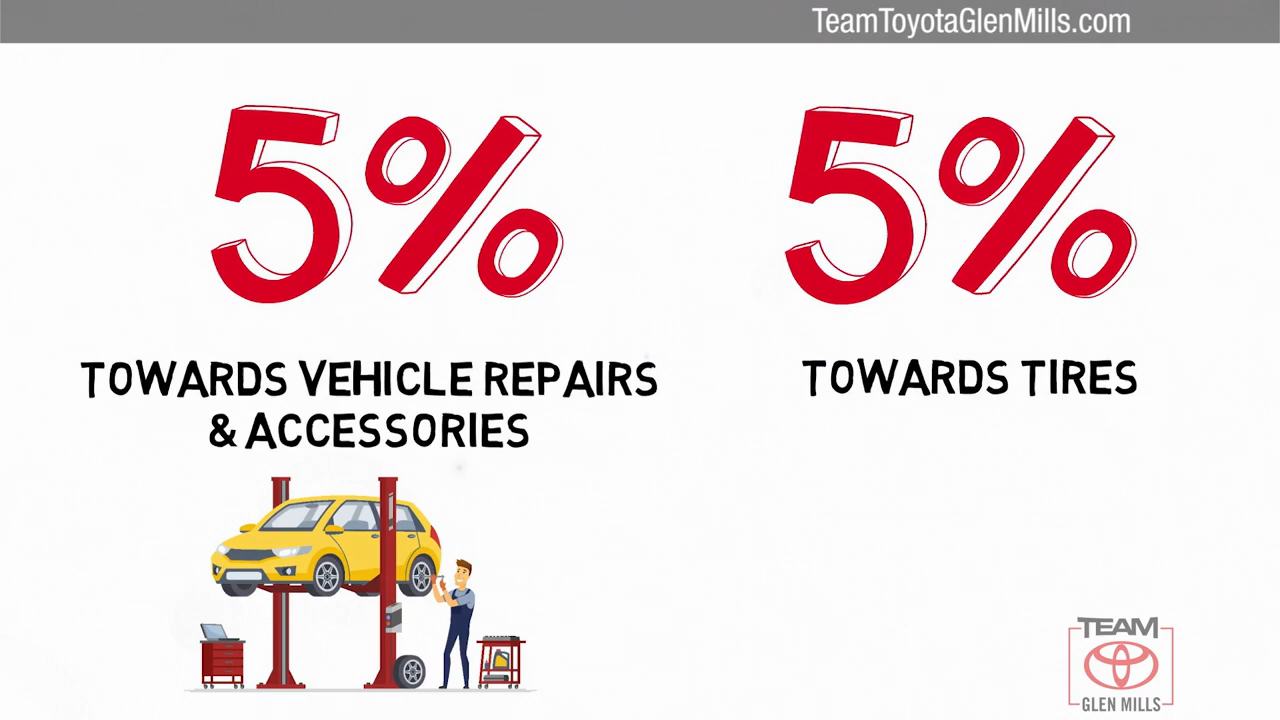 TeamToyotaGlenMills.com
5%
TOWARDS VEHICLE REPAIRS
& ACCESSORIES
5%
TOWARDS TIRES
TEAM
GLEN MILLS